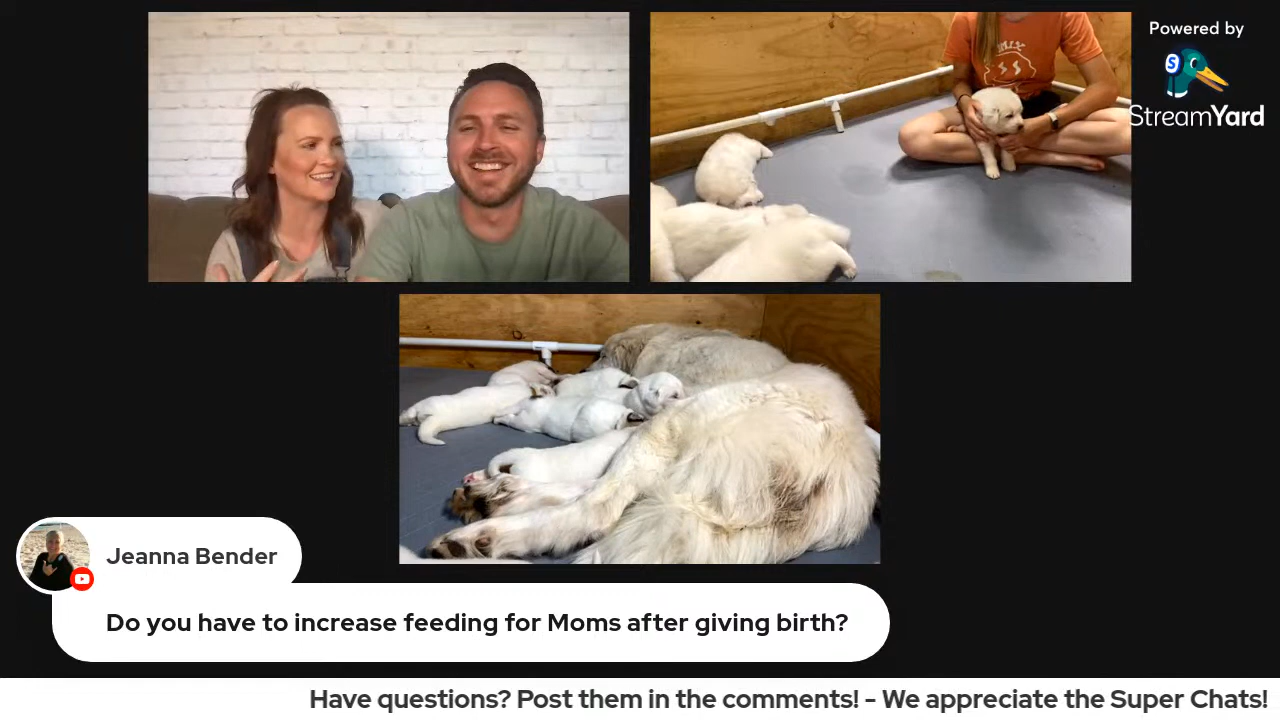 Powered by
StreamYard
Jeanna Bender
Do you have to increase feeding for Moms after giving birth?
Have questions? Post them in the comments! - We appreciate the Super Chats!